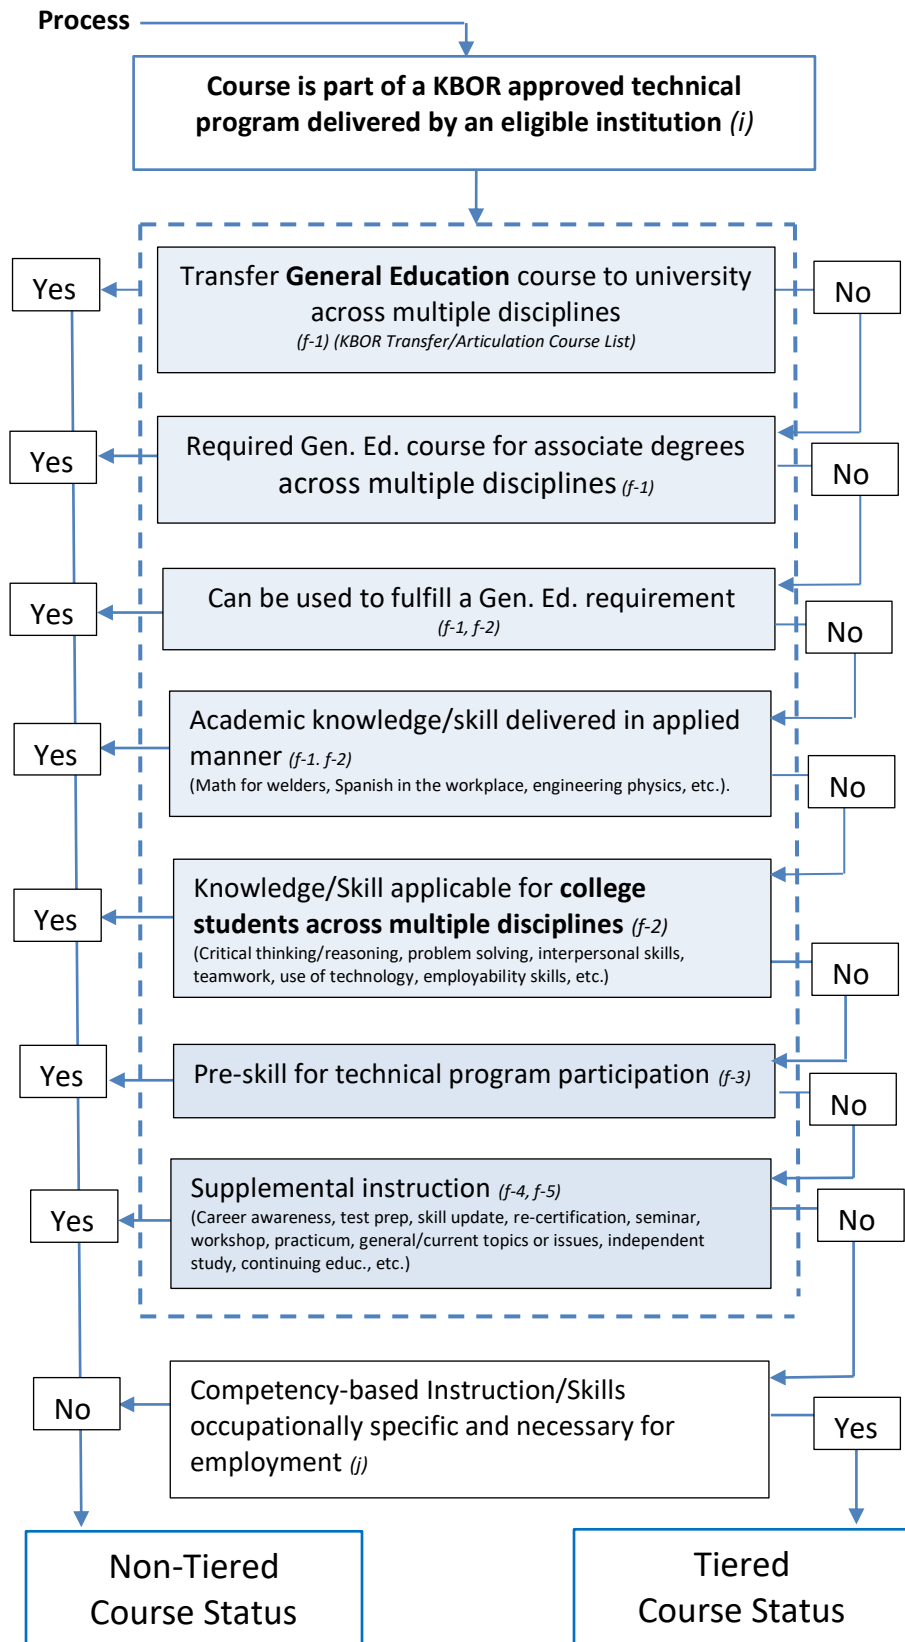 Process
Course is part of a KBOR approved technical
program delivered by an eligible institution (i)
Yes
Transfer General Education course to university
across multiple disciplines
(f-1) (KBOR Transfer/Articulation Course List)
No
Yes
Required Gen. Ed. course for associate degrees
across multiple disciplines (f-1)
No
Yes
Can be used to fulfill a Gen. Ed. requirement
(f-1, f-2)
No
Yes
Academic knowledge/skill delivered in applied
manner (f-1. f-2)
(Math for welders, Spanish in the workplace, engineering physics, etc.).
No
Yes
Knowledge/Skill applicable for college
students across multiple disciplines (f-2)
(Critical thinking/reasoning, problem solving, interpersonal skills,
teamwork, use of technology, employability skills, etc.)
No
Yes
Pre-skill for technical program participation (f-3)
No
Yes
Supplemental instruction (f-4, f-5)
(Career awareness, test prep, skill update, re-certification, seminar,
workshop, practicum, general/current topics or issues, independent
study, continuing educ., etc.)
No
No
Competency-based Instruction/Skills
occupationally specific and necessary for
employment (j)
Yes
Non-Tiered
Course Status
Tiered
Course Status